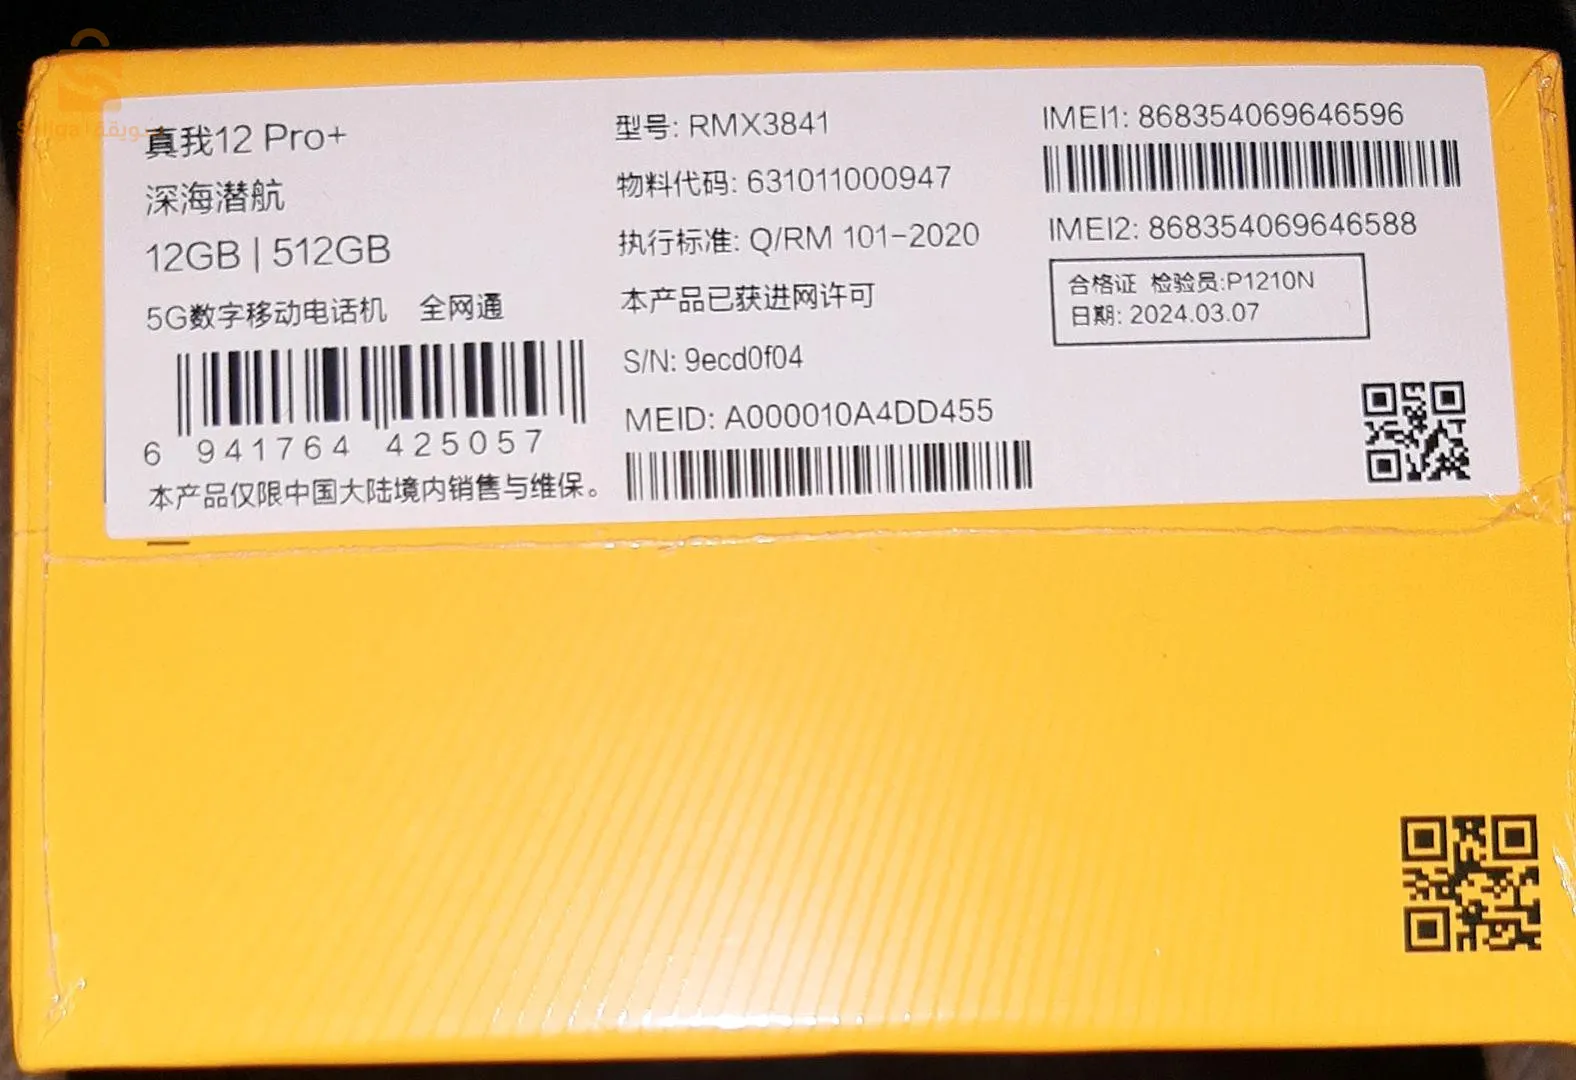 真我12 Pro+
深海潜航
12GB | 512GB
5G数字移动电话机 全网通
6 941764 425057
本产品仅限中国大陆境内销售与维保。
型号: RMX3841
物料代码: 631011000947
执行标准: Q/RM 101-2020
本产品已获进网许可
S/N: 9ecd0f04
MEID: A000010A4DD455
IMEI1: 868354069646596
IMEI2: 868354069646588
合格证 检验员:P1210N
日期: 2024.03.07